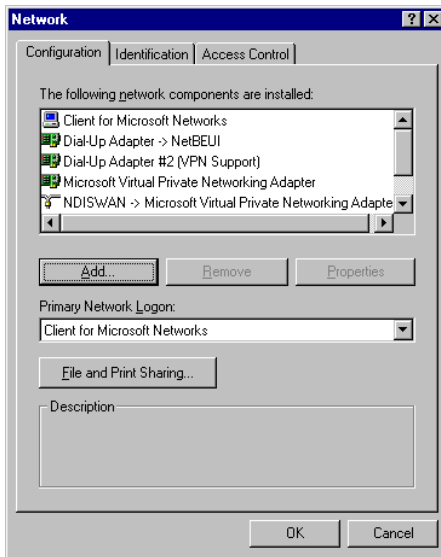 Network
Configuration Identification Access Control
The following network components are installed:
Client for Microsoft Networks
Dial-Up Adapter -> NetBEUI
Dial-Up Adapter #2 (VPN Support)
Microsoft Virtual Private Networking Adapter
NDISWAN -> Microsoft Virtual Private Networking Adapte
Add... Remove Properties
Primary Network Logon:
Client for Microsoft Networks
File and Print Sharing...
Description
OK Cancel